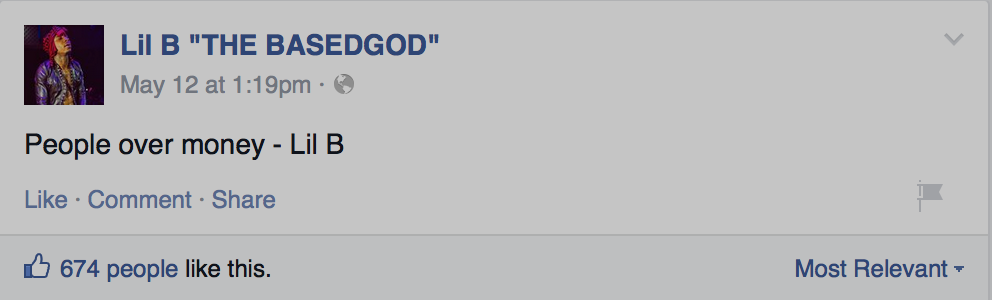 Lil B "THE BASEDGOD"
May 12 at 1:19pm ·
People over money - Lil B
Like · Comment · Share
674 people like this.
Most Relevant